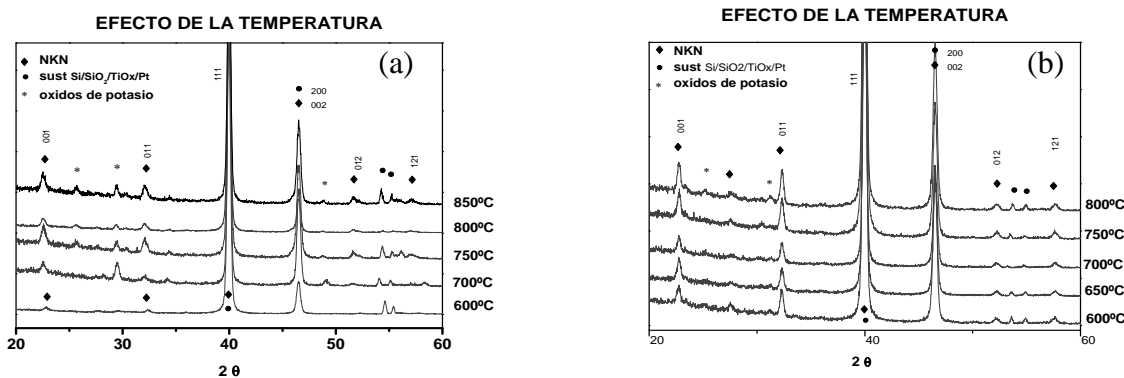 EFECTO DE LA TEMPERATURA
(a)
♦ NKN
● sust Si/SiO2/TiOx/Pt
* oxidos de potasio
111
● 200
♦ 002
001
*
*
011
*
012
121
850ºC
800ºC
750ºC
700ºC
600ºC
20 30 40 50 60
2 θ
EFECTO DE LA TEMPERATURA
(b)
♦ NKN
● sust Si/SiO2/TiOx/Pt
* oxidos de potasio
111
● 200
♦ 002
001
*
*
011
012
121
800ºC
750ºC
700ºC
650ºC
600ºC
20 40 60
2 θ